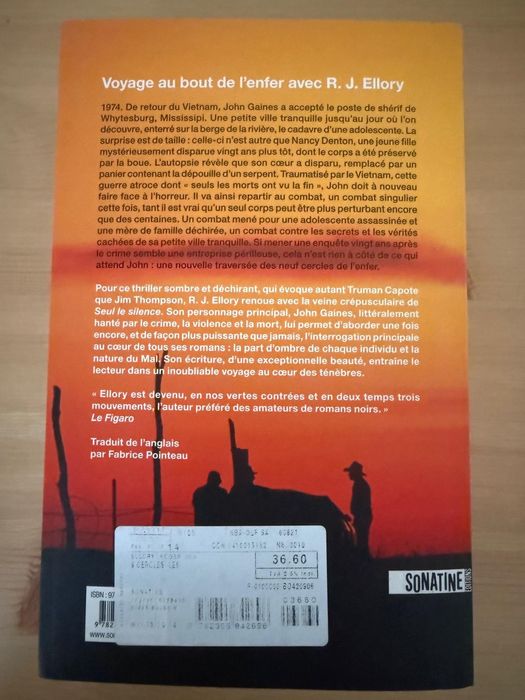 Voyage au bout de l'enfer avec R. J. Ellory
1974. De retour du Vietnam, John Gaines a accepté le poste de shérif de
Whytesburg, Mississipi. Une petite ville tranquille jusqu'au jour où l'on
découvre, enterré sur la berge de la rivière, le cadavre d'une adolescente. La
surprise est de taille : celle-ci n'est autre que Nancy Denton, une jeune fille
mystérieusement disparue vingt ans plus tôt, dont le corps a été préservé
par la boue. L'autopsie révèle que son cœur a disparu, remplacé par un
panier contenant la dépouille d'un serpent. Traumatisé par le Vietnam, cette
guerre atroce dont « seuls les morts ont vu la fin », John doit à nouveau
faire face à l'horreur. Il va ainsi repartir au combat, un combat singulier
cette fois, tant il est vrai qu'un seul corps peut être plus perturbant encore
que des centaines. Un combat mené pour une adolescente assassinée et
une mère de famille déchirée, un combat contre les secrets et les vérités
cachées de sa petite ville tranquille. Si mener une enquête vingt ans après
le crime semble une entreprise périlleuse, cela n'est rien à côté de ce qui
attend John : une nouvelle traversée des neuf cercles de l'enfer.
Pour ce thriller sombre et déchirant, qui évoque autant Truman Capote
que Jim Thompson, R. J. Ellory renoue avec la veine crépusculaire de
Seul le silence. Son personnage principal, John Gaines, littéralement
hanté par le crime, la violence et la mort, lui permet d'aborder une fois
encore, et de façon plus puissante que jamais, l'interrogation principale
au cœur de tous ses romans : la part d'ombre de chaque individu et la
nature du Mal. Son écriture, d'une exceptionnelle beauté, entraîne le
lecteur dans un inoubliable voyage au cœur des ténèbres.
« Ellory est devenu, en nos vertes contrées et en deux temps trois
mouvements, l'auteur préféré des amateurs de romans noirs. »
Le Figaro
Traduit de l'anglais
par Fabrice Pointeau
14
36.60
9 CERCLES LES
03660
SONATINE
ÉDITIONS
ISBN : 97
9 782
www.son